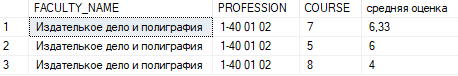 FACULTY_NAME PROFESSION COURSE средняя оценка
1 Издателькое дело и полиграфия 1-40 01 02 7 6,33
2 Издателькое дело и полиграфия 1-40 01 02 5 6
3 Издателькое дело и полиграфия 1-40 01 02 8 4